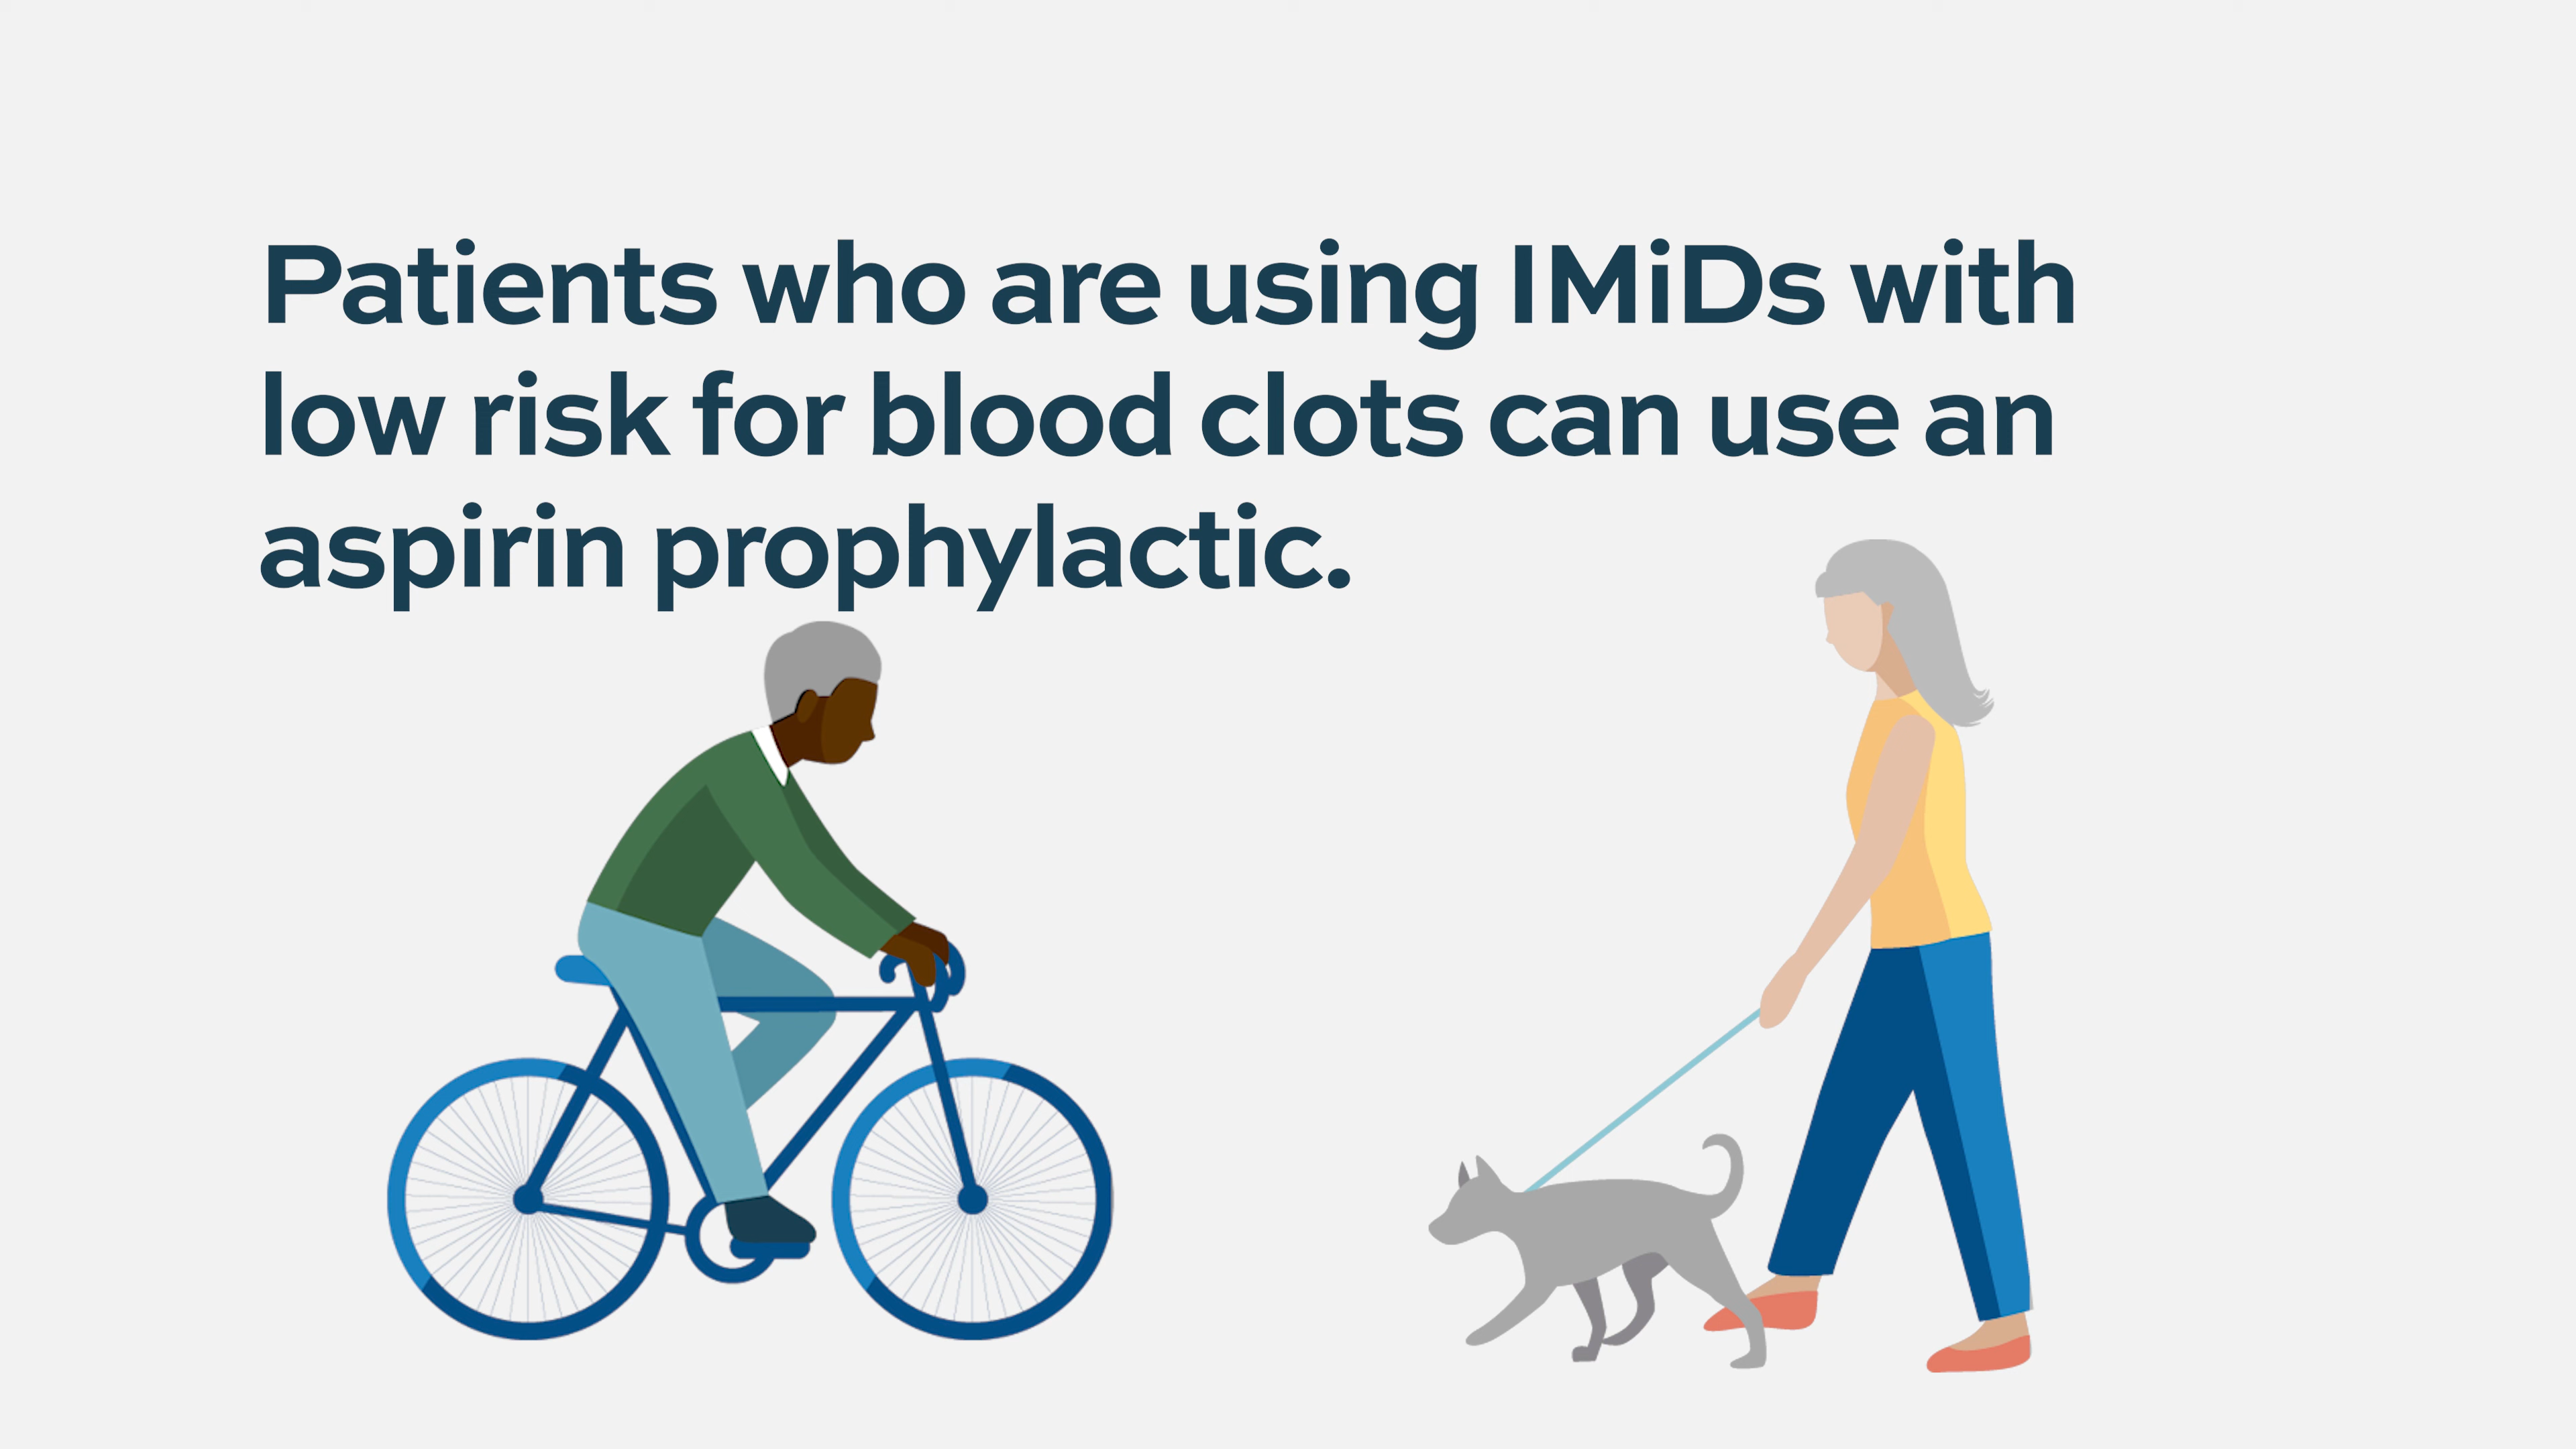 Patients who are using IMiDs with
low risk for blood clots can use an
aspirin prophylactic.